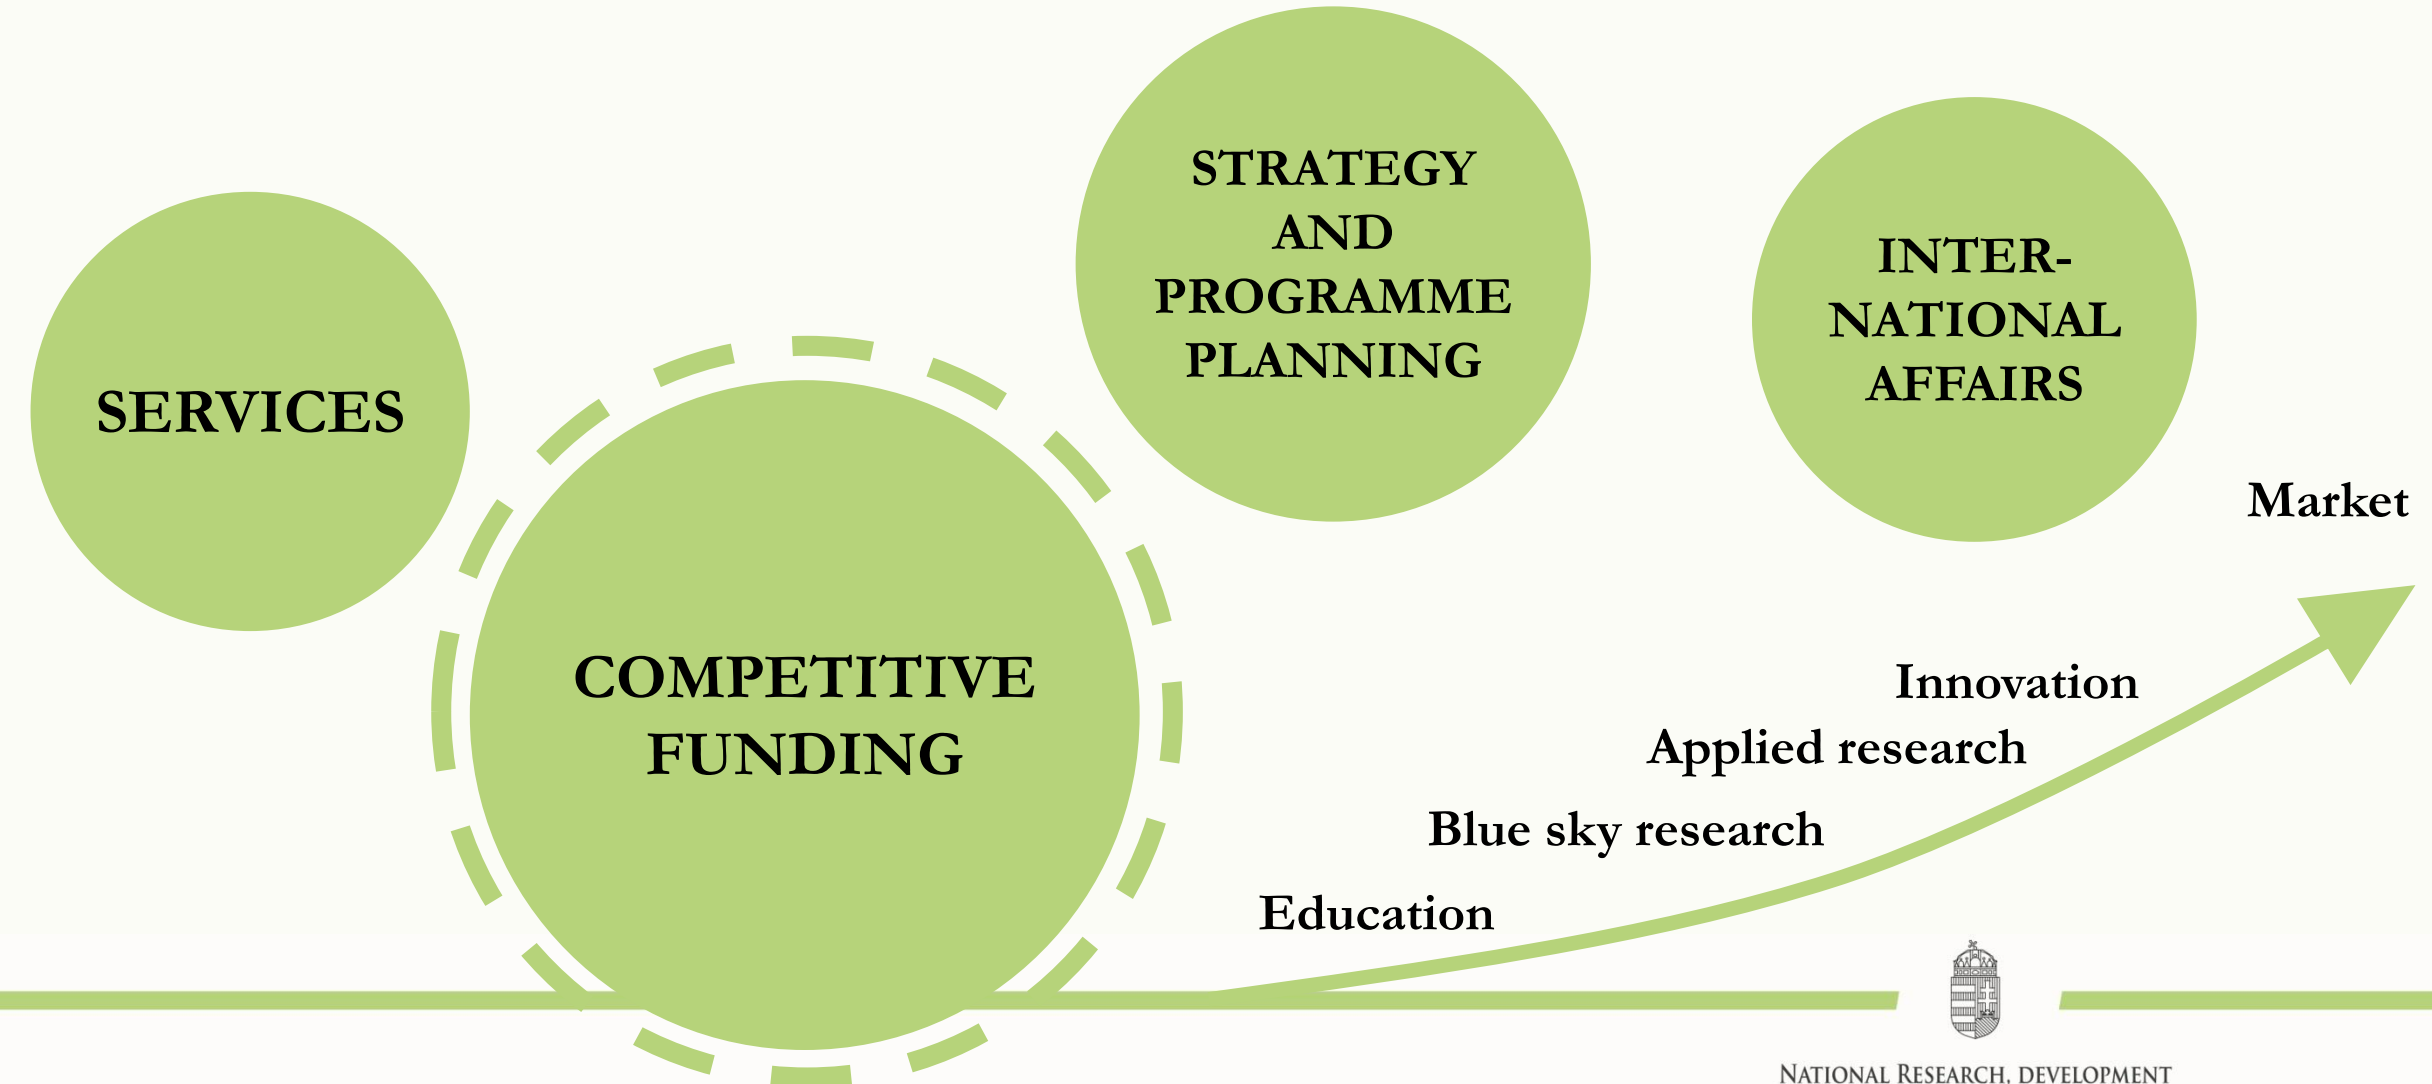 SERVICES
COMPETITIVE
FUNDING
STRATEGY
AND
PROGRAMME
PLANNING
INTER-
NATIONAL
AFFAIRS
Market
Innovation
Applied research
Blue sky research
Education
NATIONAL RESEARCH, DEVELOPMENT